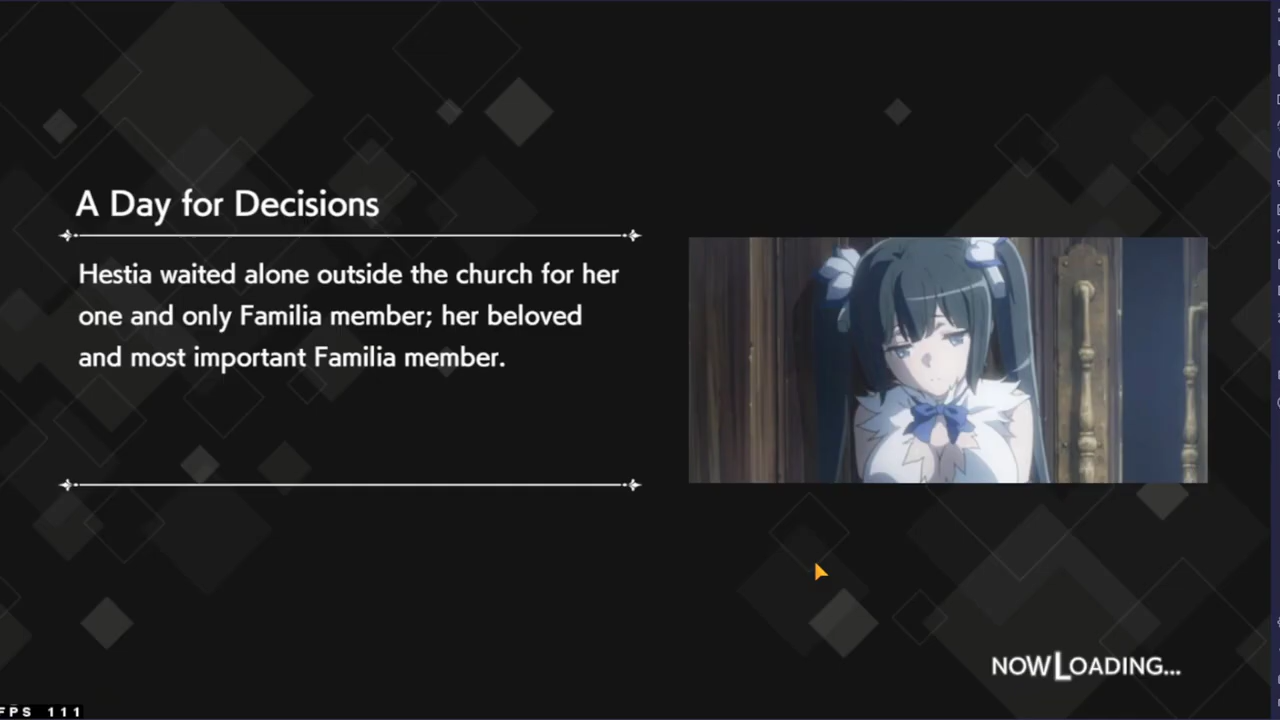 A Day for Decisions
Hestia waited alone outside the church for her
one and only Familia member; her beloved
and most important Familia member.
NOW LOADING...
FPS 111